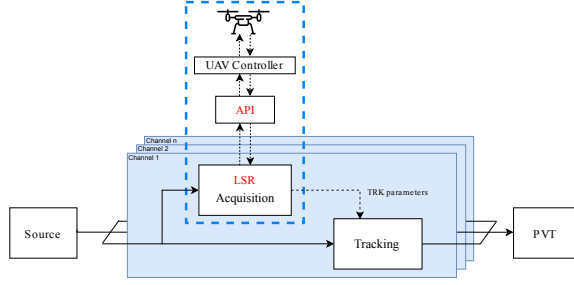 UAV Controller
API
Channel n
Channel 2
Channel 1
LSR
Acquisition
TRK parameters
Source
Tracking
PVT